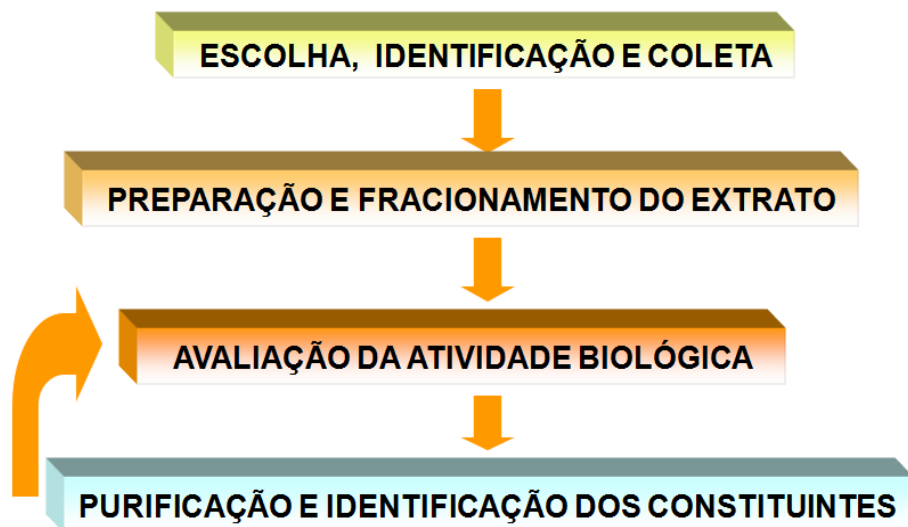 ESCOLHA, IDENTIFICAÇÃO E COLETA
PREPARAÇÃO E FRACIONAMENTO DO EXTRATO
AVALIAÇÃO DA ATIVIDADE BIOLÓGICA
PURIFICAÇÃO E IDENTIFICAÇÃO DOS CONSTITUINTES